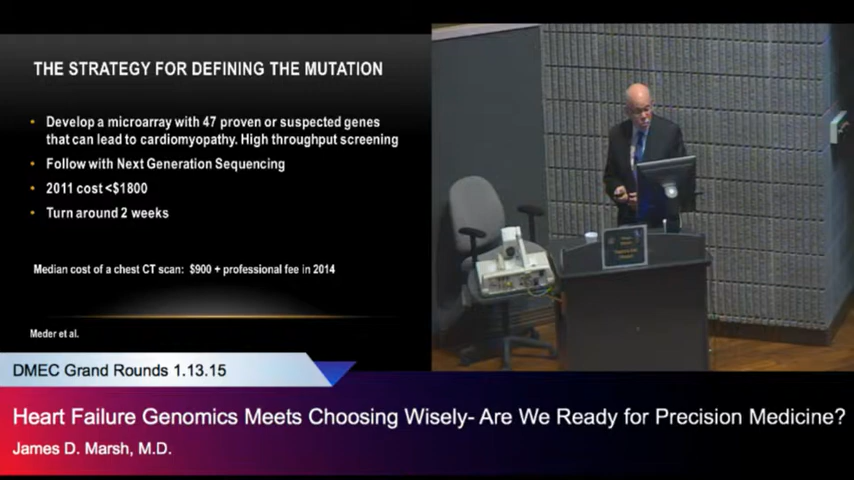 THE STRATEGY FOR DEFINING THE MUTATION
• Develop a microarray with 47 proven or suspected genes
that can lead to cardiomyopathy. High throughput screening
• Follow with Next Generation Sequencing
• 2011 cost <$1800
• Turn around 2 weeks
Median cost of a chest CT scan: $900 + professional fee in 2014
Meder et al.
DMEC Grand Rounds 1.13.15
Heart Failure Genomics Meets Choosing Wisely- Are We Ready for Precision Medicine?
James D. Marsh, M.D.